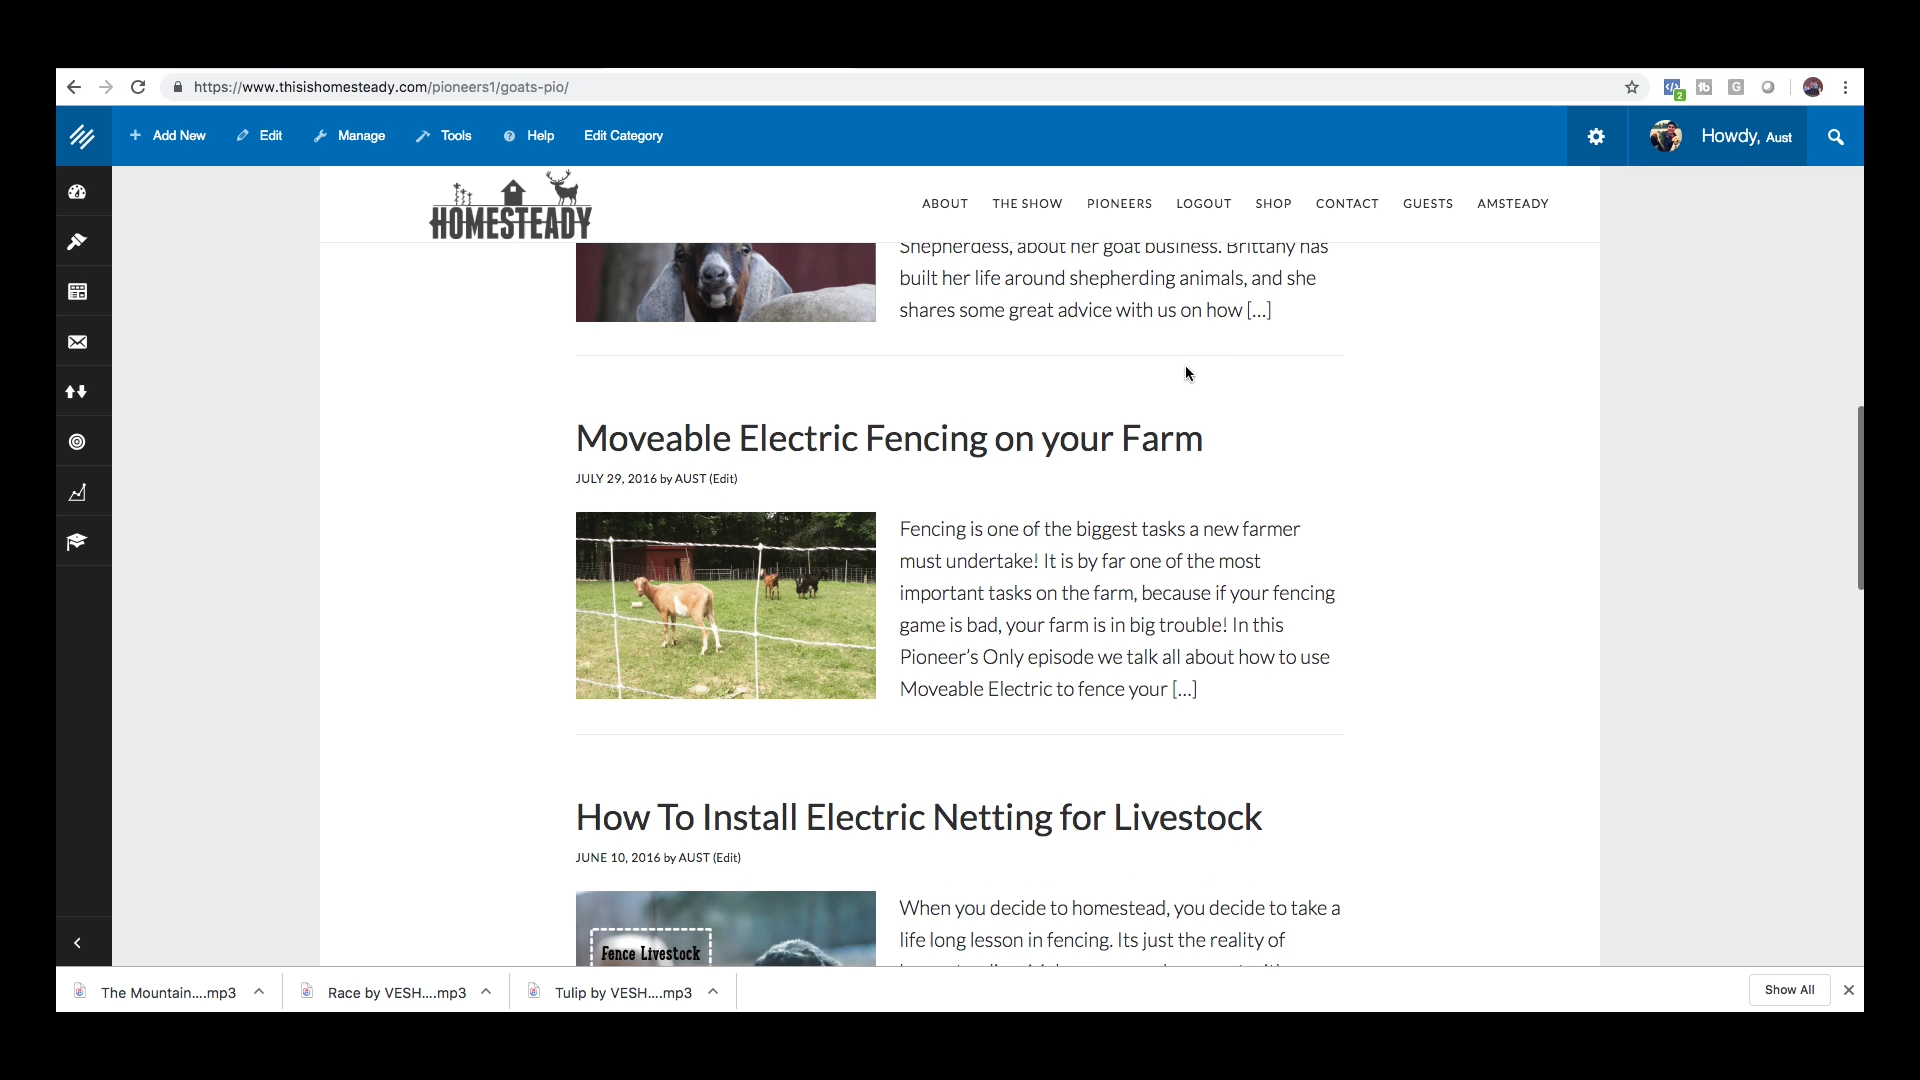 https://www.thisishomesteady.com/pioneers1/goats-pio/
2
Add New
Edit
Manage
Tools
Help
Edit Category
Howdy, Aust
HOMESTEADY
ABOUT
THE SHOW
PIONEERS
LOGOUT
SHOP
CONTACT
GUESTS
AMSTEADY
Shepherdess, about her goat business. Brittany has
built her life around shepherding animals, and she
shares some great advice with us on how [...]
Moveable Electric Fencing on your Farm
JULY 29, 2016 by AUST (Edit)
Fencing is one of the biggest tasks a new farmer
must undertake! It is by far one of the most
important tasks on the farm, because if your fencing
game is bad, your farm is in big trouble! In this
Pioneer’s Only episode we talk all about how to use
Moveable Electric to fence your [...]
How To Install Electric Netting for Livestock
JUNE 10, 2016 by AUST (Edit)
Fence Livestock
When you decide to homestead, you decide to take a
life long lesson in fencing. Its just the reality of
The Mountain....mp3
Race by VESH....mp3
Tulip by VESH....mp3
Show All